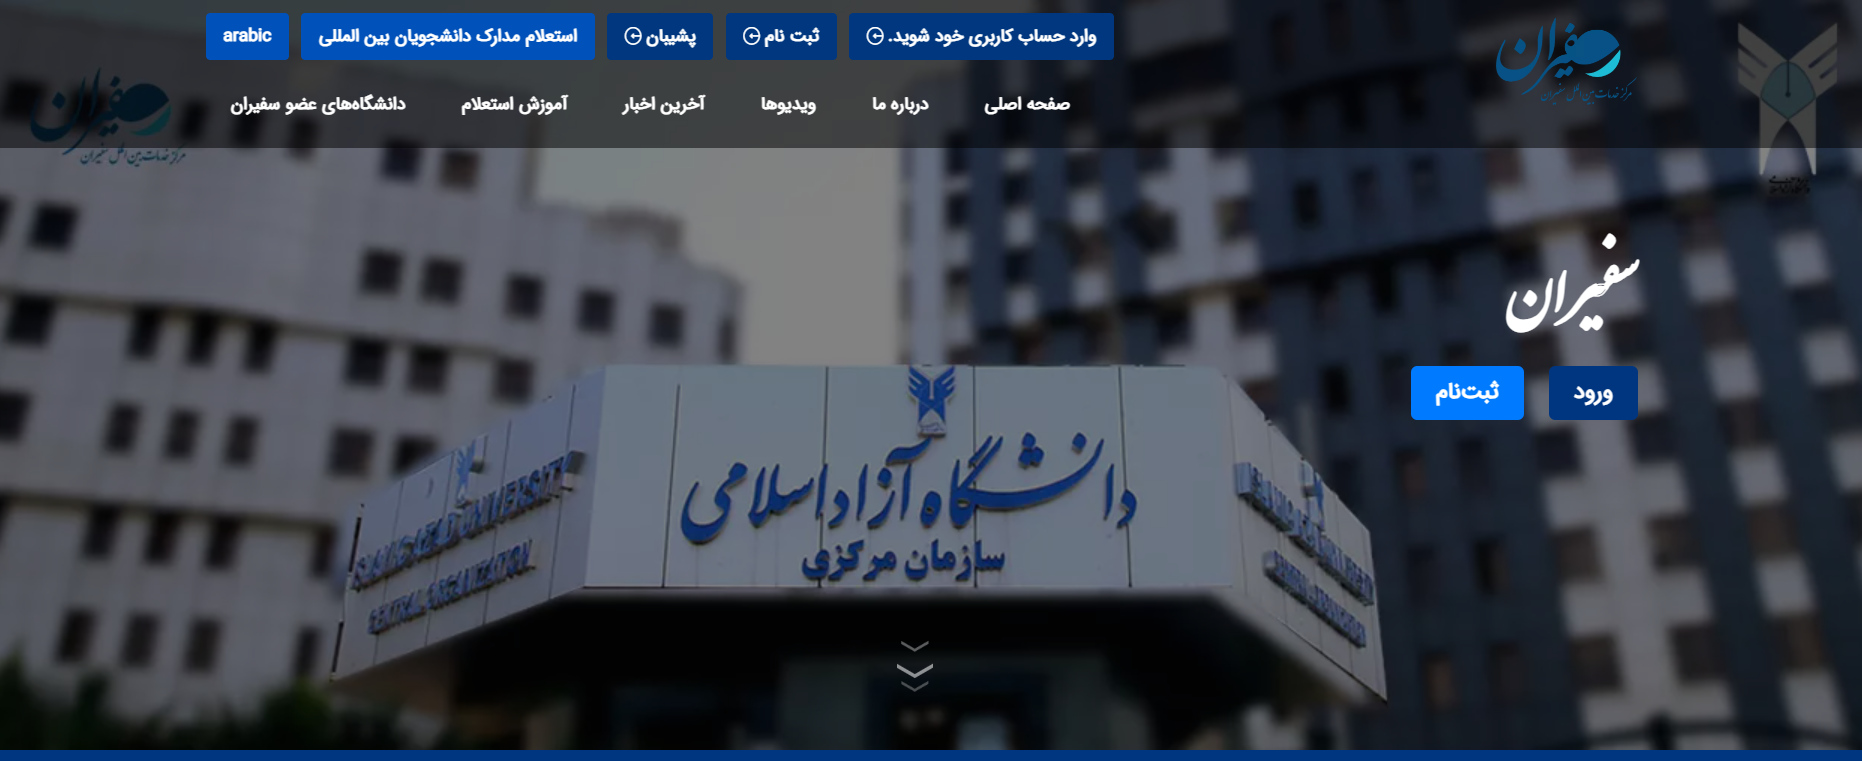 وارد حساب کاربری خود شوید.
ثبت نام
پشیبان
استعلام مدارک دانشجویان بین المللی
arabic
سفیران
مرکز خدمات بین الملل سفیران
صفحه اصلی
درباره ما
ویدیوها
آخرین اخبار
آموزش استعلام
دانشگاه‌های عضو سفیران
سفیران
مرکز خدمات بین الملل سفیران
سفیران
ورود
ثبت‌نام
دانشگاه آزاد اسلامی
سازمان مرکزی
ISLAMIC AZAD UNIVERSITY
CENTRAL ORGANIZATION